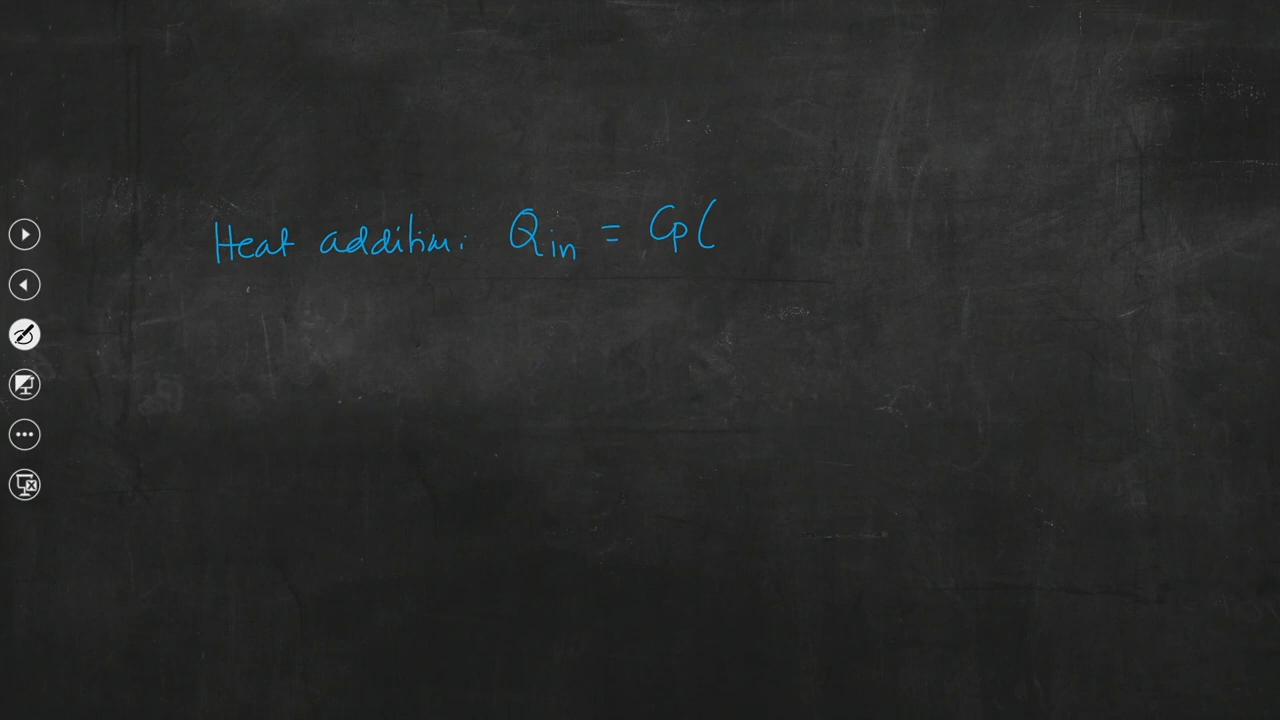 Heat addition: Qin = Cp(